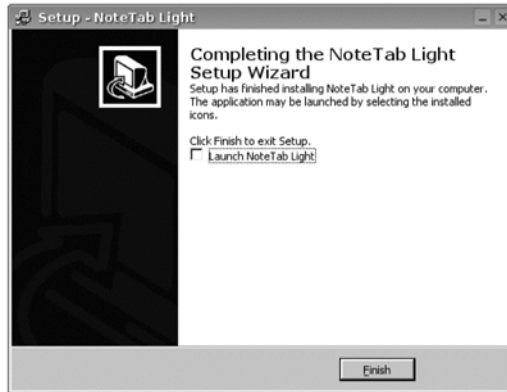 Setup - NoteTab Light
Completing the NoteTab Light
Setup Wizard
Setup has finished installing NoteTab Light on your computer.
The application may be launched by selecting the installed
icons.
Click Finish to exit Setup.
Launch NoteTab Light
Finish